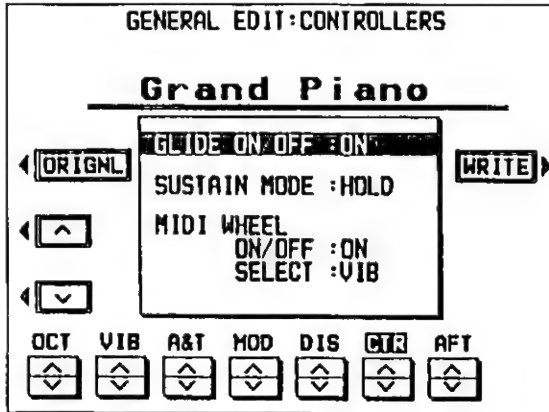 GENERAL EDIT:CONTROLLERS
Grand Piano
GLIDE ON/OFF :ON
ORIGNL
WRITE
SUSTAIN MODE :HOLD
MIDI WHEEL
ON/OFF :ON
SELECT :VIB
OCT VIB A&T MOD DIS CTR AFT